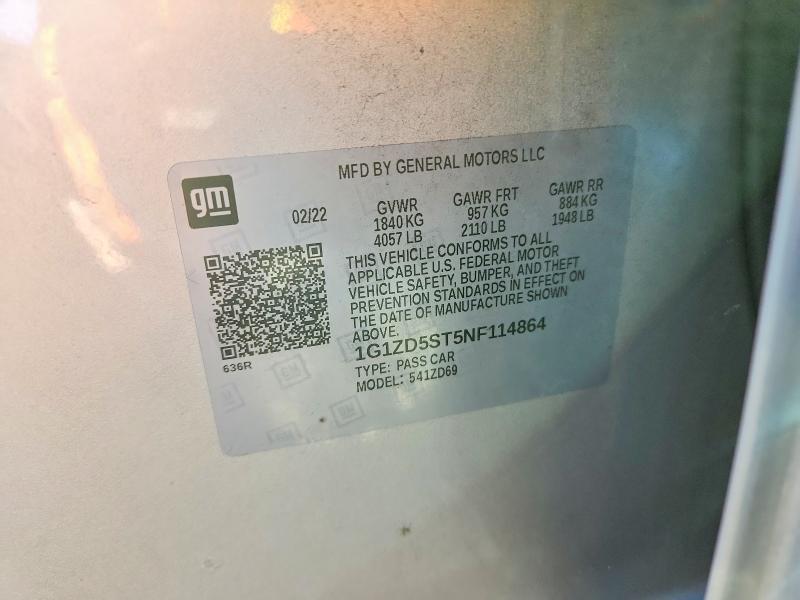 MFD BY GENERAL MOTORS LLC
gm
02/22
GVWR
1840 KG
4057 LB
GAWR FRT
957 KG
2110 LB
GAWR RR
884 KG
1948 LB
THIS VEHICLE CONFORMS TO ALL
APPLICABLE U.S. FEDERAL MOTOR
VEHICLE SAFETY, BUMPER, AND THEFT
PREVENTION STANDARDS IN EFFECT ON
THE DATE OF MANUFACTURE SHOWN
ABOVE.
1G1ZD5ST5NF114864
TYPE: PASS CAR
MODEL: 541ZD69
636R